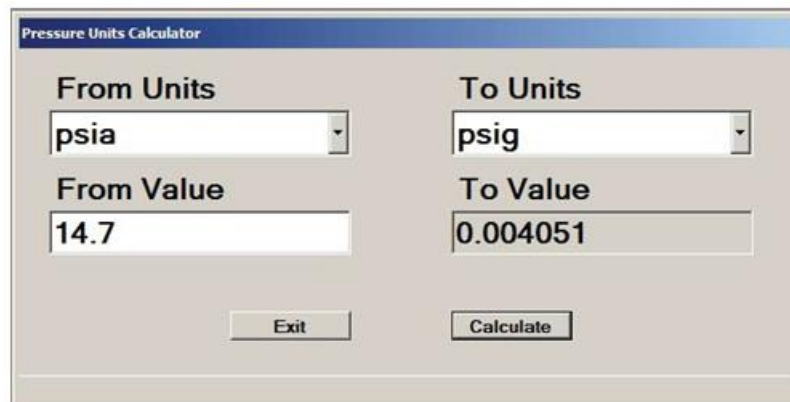 Pressure Units Calculator
From Units
To Units
psia
psig
From Value
To Value
14.7
0.004051
Exit
Calculate